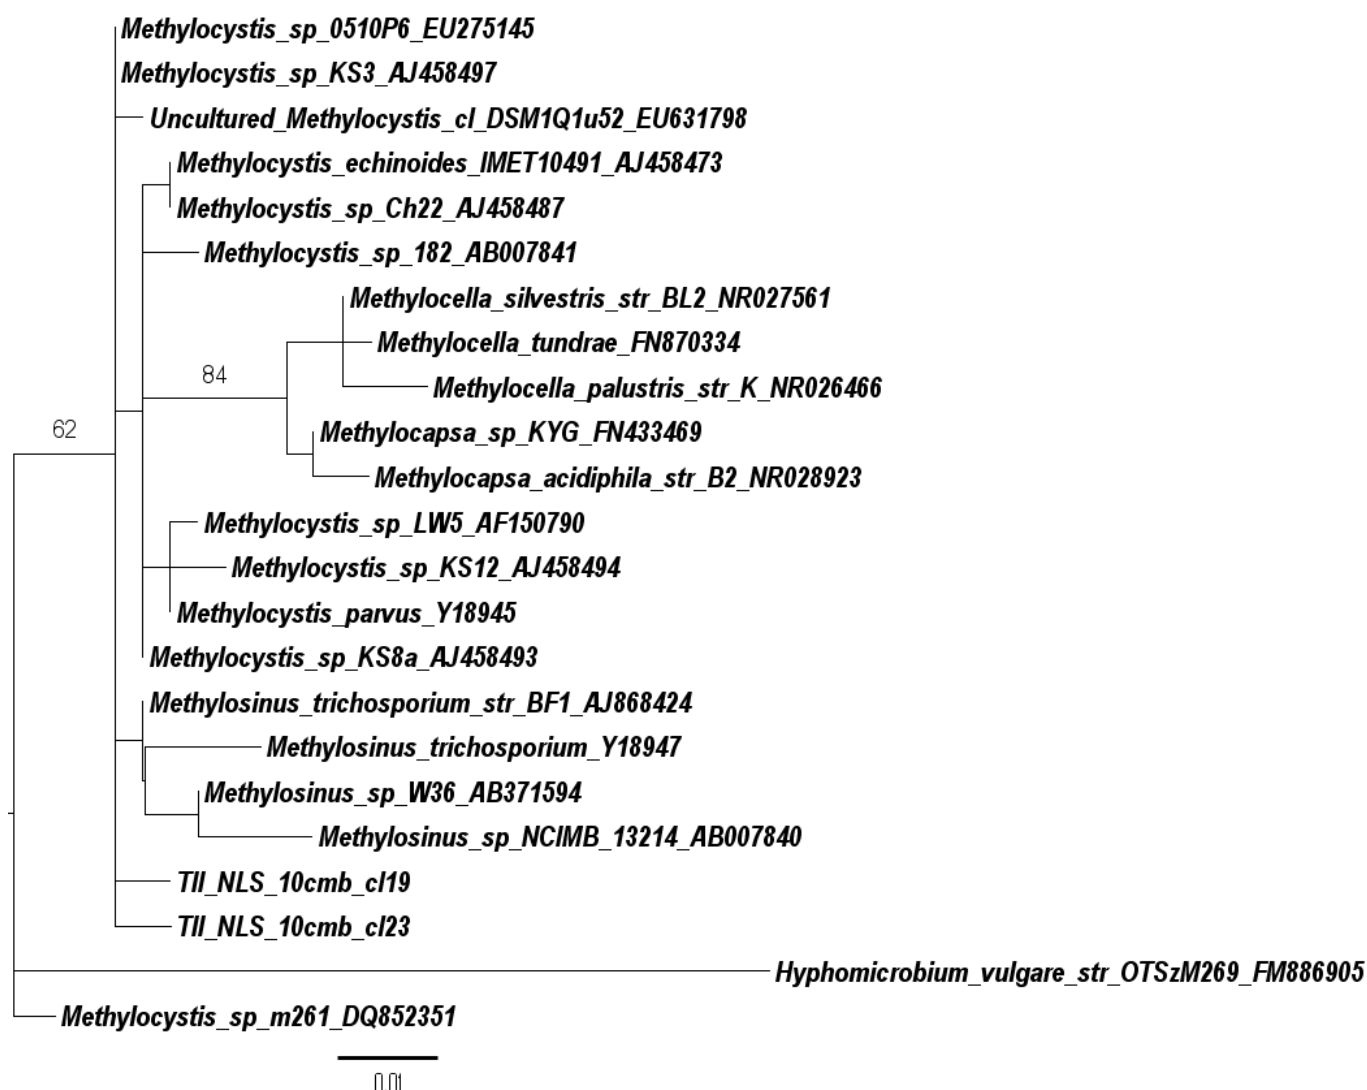 Methylocystis_sp_0510P6_EU275145
Methylocystis_sp_KS3_AJ458497
Uncultured_Methylocystis_cl_DSM1Q1u52_EU631798
Methylocystis_echinoides_IMET10491_AJ458473
Methylocystis_sp_Ch22_AJ458487
Methylocystis_sp_182_AB007841
Methylocella_silvestris_str_BL2_NR027561
Methylocella_tundrae_FN870334
84
Methylocella_palustris_str_K_NR026466
62
Methylocapsa_sp_KYG_FN433469
Methylocapsa_acidiphila_str_B2_NR028923
Methylocystis_sp_LW5_AF150790
Methylocystis_sp_KS12_AJ458494
Methylocystis_parvus_Y18945
Methylocystis_sp_KS8a_AJ458493
Methylosinus_trichosporium_str_BF1_AJ868424
Methylosinus_trichosporium_Y18947
Methylosinus_sp_W36_AB371594
Methylosinus_sp_NCIMB_13214_AB007840
TII_NLS_10cmb_cl19
TII_NLS_10cmb_cl23
Hyphomicrobium_vulgare_str_OTSzM269_FM886905
Methylocystis_sp_m261_DQ852351
0.01